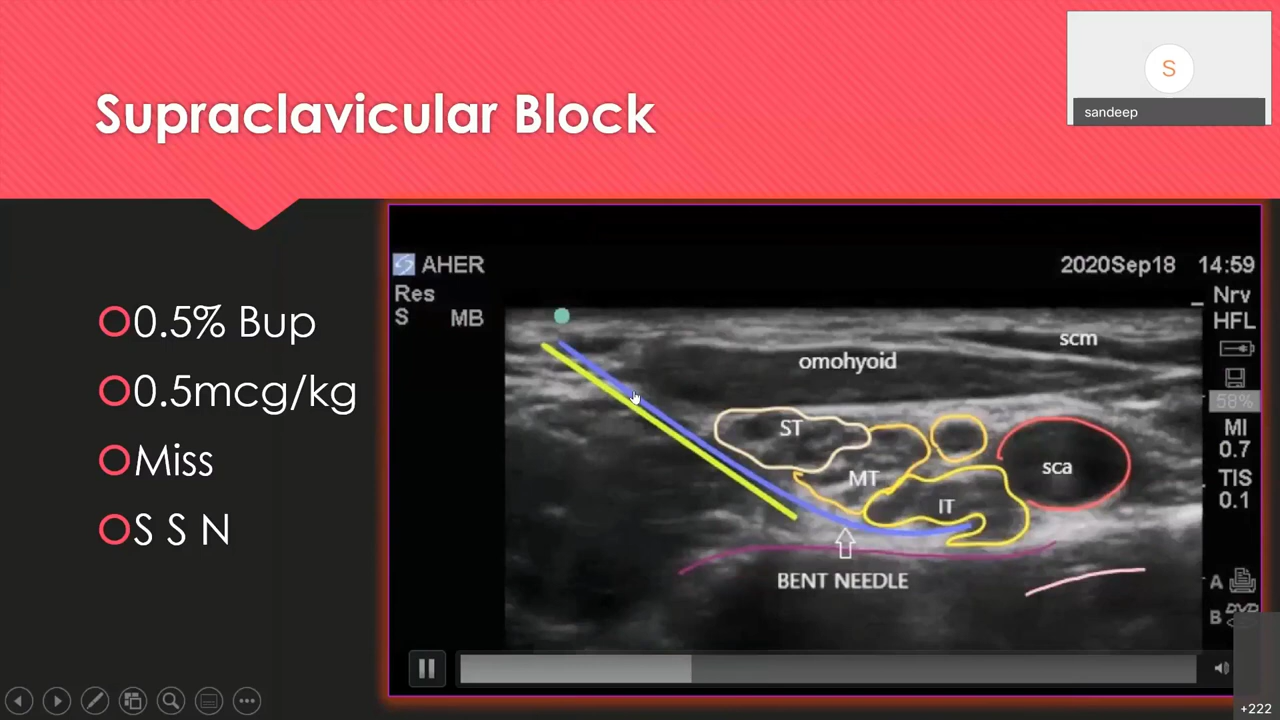 Supraclavicular Block
S
sandeep
0.5% Bup
0.5mcg/kg
Miss
S S N
AHER
2020Sep18 14:59
Res
S MB
Nrv
HFL
58%
MI
0.7
TIS
0.1
A
B
scm
omohyoid
ST
MT
IT
sca
BENT NEEDLE
+222